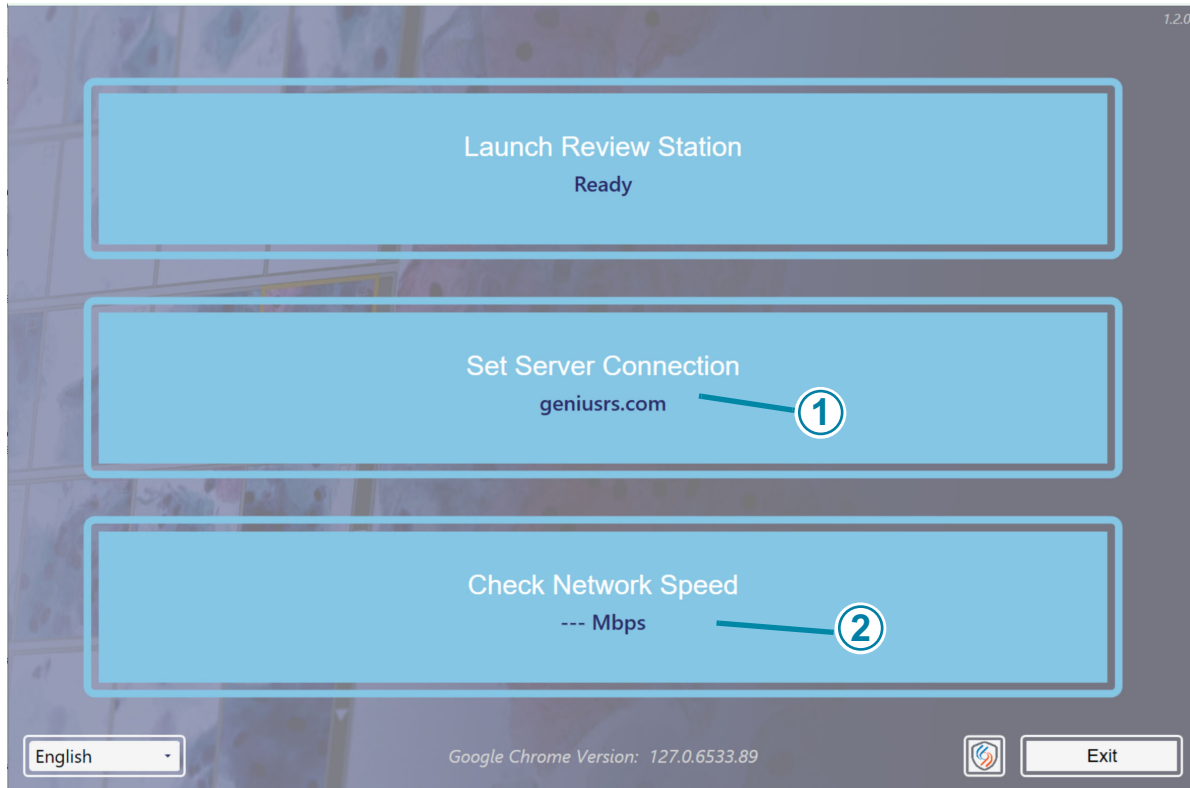 1.2.0
Launch Review Station
Ready
Set Server Connection
geniusrs.com
1
Check Network Speed
--- Mbps
2
English
Google Chrome Version: 127.0.6533.89
Exit